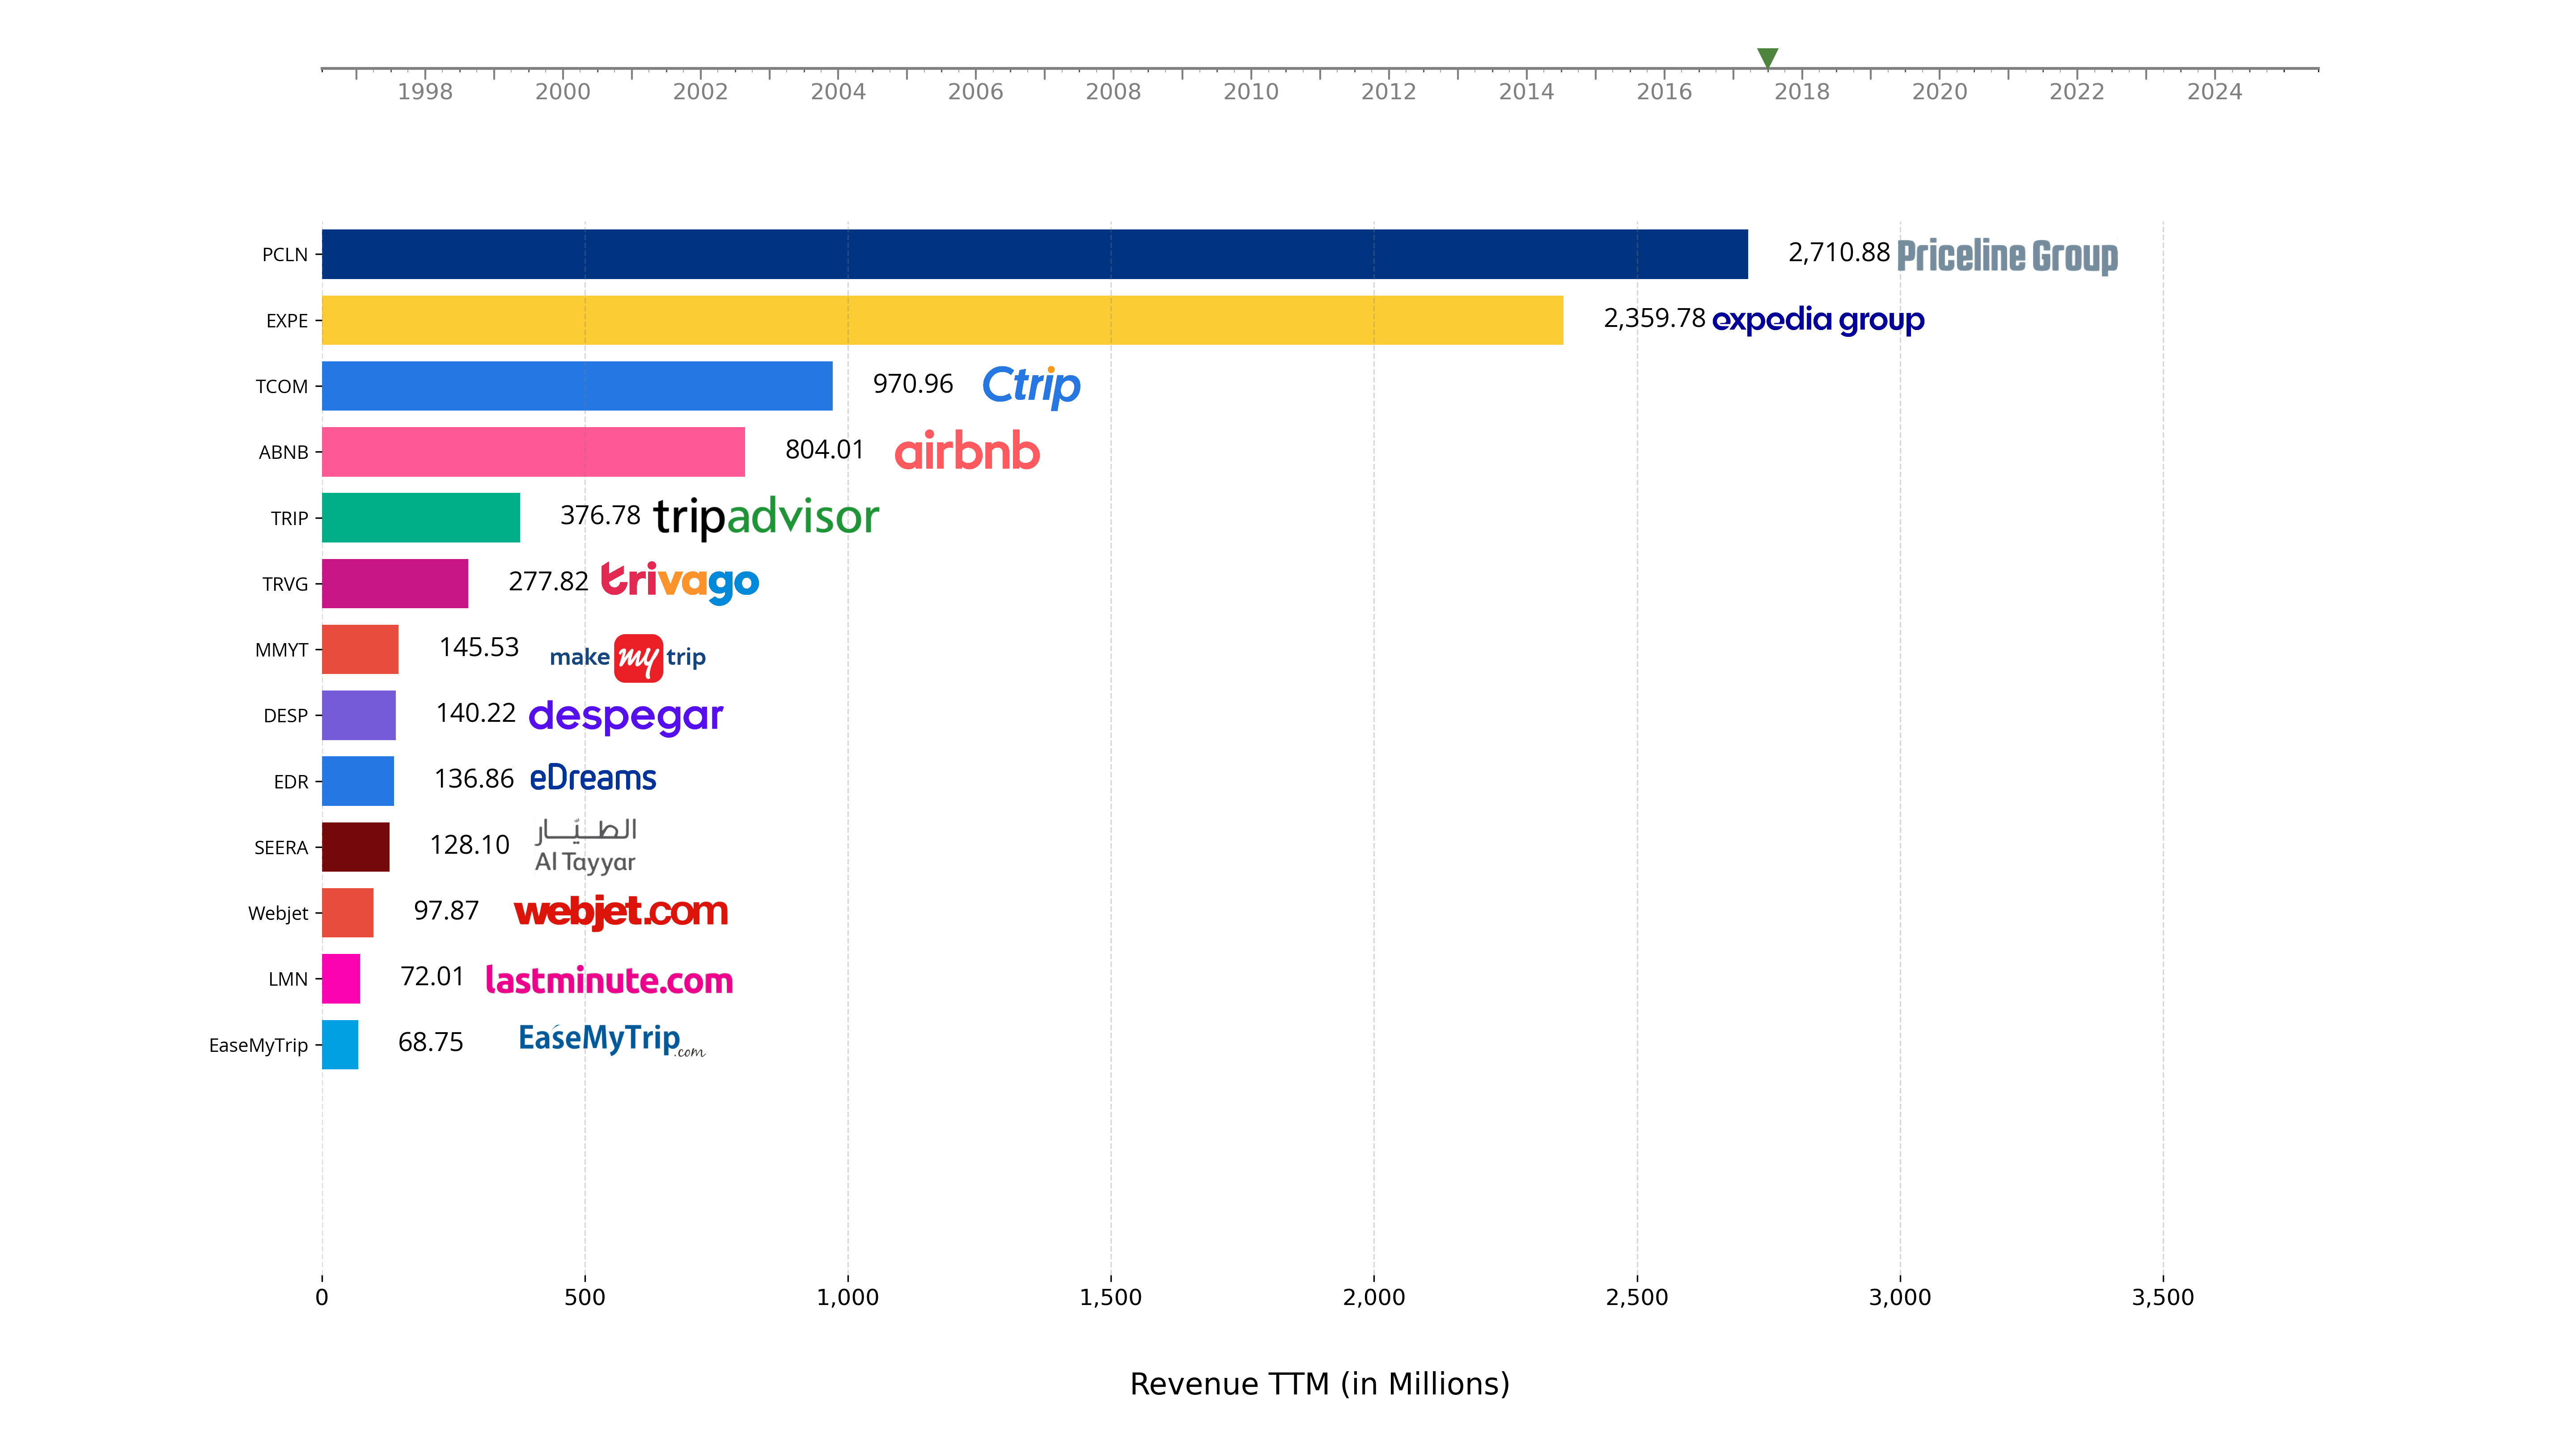 1998 2000 2002 2004 2006 2008 2010 2012 2014 2016 2018 2020 2022 2024
PCLN 2,710.88 Priceline Group
EXPE 2,359.78 expedia group
TCOM 970.96 Ctrip
ABNB 804.01 airbnb
TRIP 376.78 tripadvisor
TRVG 277.82 trivago
MMYT 145.53 make my trip
DESP 140.22 despegar
EDR 136.86 eDreams
الطيّار
SEERA 128.10
Al Tayyar
Webjet 97.87 webjet.com
LMN 72.01 lastminute.com
EaseMyTrip 68.75 EaseMyTrip.com
0 500 1,000 1,500 2,000 2,500 3,000 3,500
Revenue TTM (in Millions)